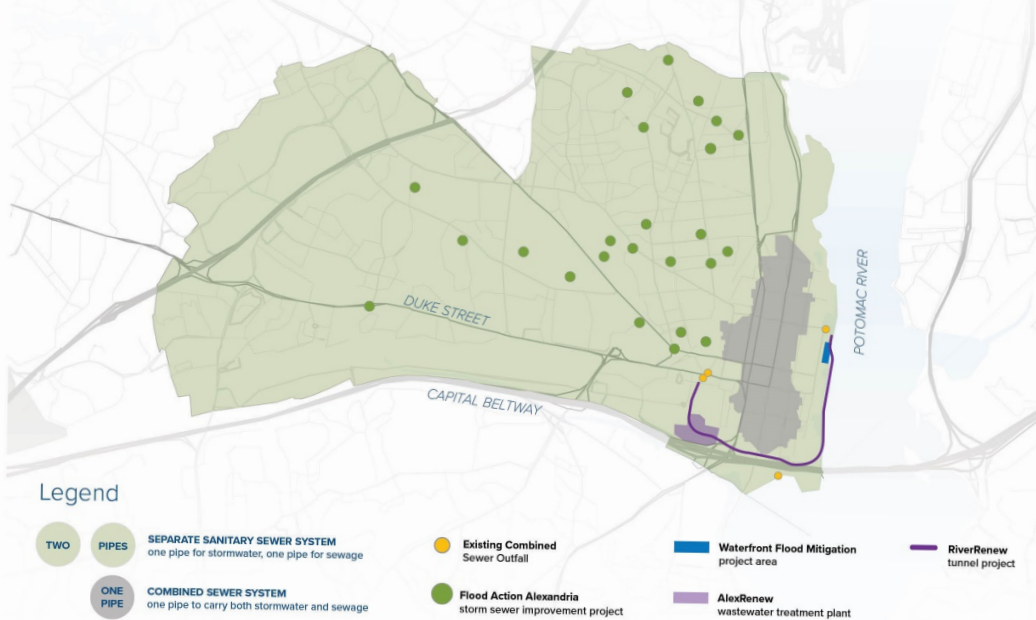 DUKE STREET
CAPITAL BELTWAY
POTOMAC RIVER
Legend
TWO
PIPES
SEPARATE SANITARY SEWER SYSTEM
one pipe for stormwater, one pipe for sewage
ONE
PIPE
COMBINED SEWER SYSTEM
one pipe to carry both stormwater and sewage
Existing Combined
Sewer Outfall
Flood Action Alexandria
storm sewer improvement project
Waterfront Flood Mitigation
project area
AlexRenew
wastewater treatment plant
RiverRenew
tunnel project